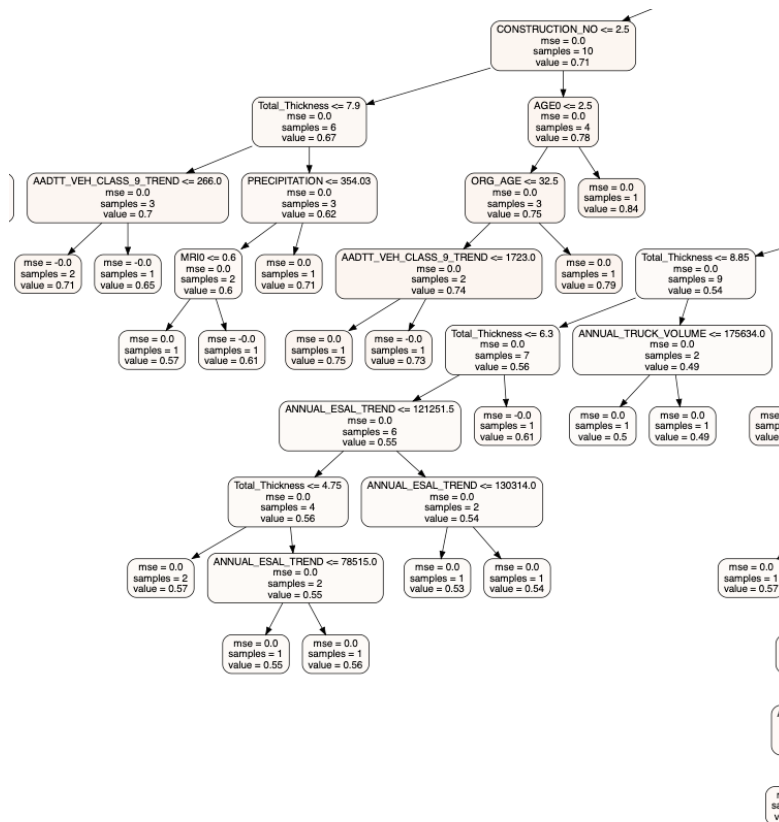 CONSTRUCTION_NO <= 2.5
mse = 0.0
samples = 10
value = 0.71
Total_Thickness <= 7.9
mse = 0.0
samples = 6
value = 0.67
AGE0 <= 2.5
mse = 0.0
samples = 4
value = 0.78
AADTT_VEH_CLASS_9_TREND <= 266.0
mse = 0.0
samples = 3
value = 0.7
PRECIPITATION <= 354.03
mse = 0.0
samples = 3
value = 0.62
ORG_AGE <= 32.5
mse = 0.0
samples = 3
value = 0.75
mse = 0.0
samples = 1
value = 0.84
mse = -0.0
samples = 2
value = 0.71
mse = -0.0
samples = 1
value = 0.65
MRI0 <= 0.6
mse = 0.0
samples = 2
value = 0.6
mse = 0.0
samples = 1
value = 0.71
AADTT_VEH_CLASS_9_TREND <= 1723.0
mse = 0.0
samples = 2
value = 0.74
mse = 0.0
samples = 1
value = 0.79
Total_Thickness <= 8.85
mse = 0.0
samples = 9
value = 0.54
mse = 0.0
samples = 1
value = 0.57
mse = -0.0
samples = 1
value = 0.61
mse = 0.0
samples = 1
value = 0.75
mse = -0.0
samples = 1
value = 0.73
Total_Thickness <= 6.3
mse = 0.0
samples = 7
value = 0.56
ANNUAL_TRUCK_VOLUME <= 175634.0
mse = 0.0
samples = 2
value = 0.49
ANNUAL_ESAL_TREND <= 121251.5
mse = 0.0
samples = 6
value = 0.55
mse = -0.0
samples = 1
value = 0.61
mse = 0.0
samples = 1
value = 0.5
mse = 0.0
samples = 1
value = 0.49
Total_Thickness <= 4.75
mse = 0.0
samples = 4
value = 0.56
ANNUAL_ESAL_TREND <= 130314.0
mse = 0.0
samples = 2
value = 0.54
mse = 0.0
samples = 2
value = 0.57
ANNUAL_ESAL_TREND <= 78515.0
mse = 0.0
samples = 2
value = 0.55
mse = 0.0
samples = 1
value = 0.53
mse = 0.0
samples = 1
value = 0.54
mse = 0.0
samples = 1
value = 0.57
mse = 0.0
samples = 1
value = 0.55
mse = 0.0
samples = 1
value = 0.56